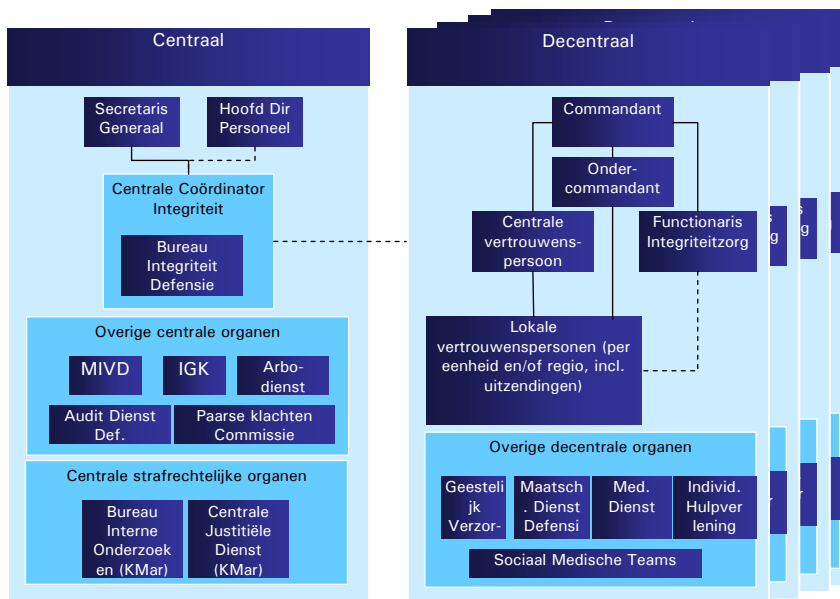 Centraal
Secretaris
Generaal
Hoofd Dir
Personeel
Centrale Coördinator
Integriteit
Bureau
Integriteit
Defensie
Overige centrale organen
MIVD
IGK
Arbo-
dienst
Audit Dienst
Def.
Paarse klachten
Commissie
Centrale strafrechtelijke organen
Bureau
Interne
Onderzoek
en (KMar)
Centrale
Justitiële
Dienst
(KMar)
Decentraal
Commandant
Onder-
commandant
Centrale
vertrouwens-
persoon
Functionaris
Integriteitzorg
Lokale
vertrouwenspersonen (per
eenheid en/of regio, incl.
uitzendingen)
Overige decentrale organen
Geesteli
jk
Verzor-
Maatsch
. Dienst
Defensi
Med.
Dienst
Individ.
Hulpver
lening
Sociaal Medische Teams